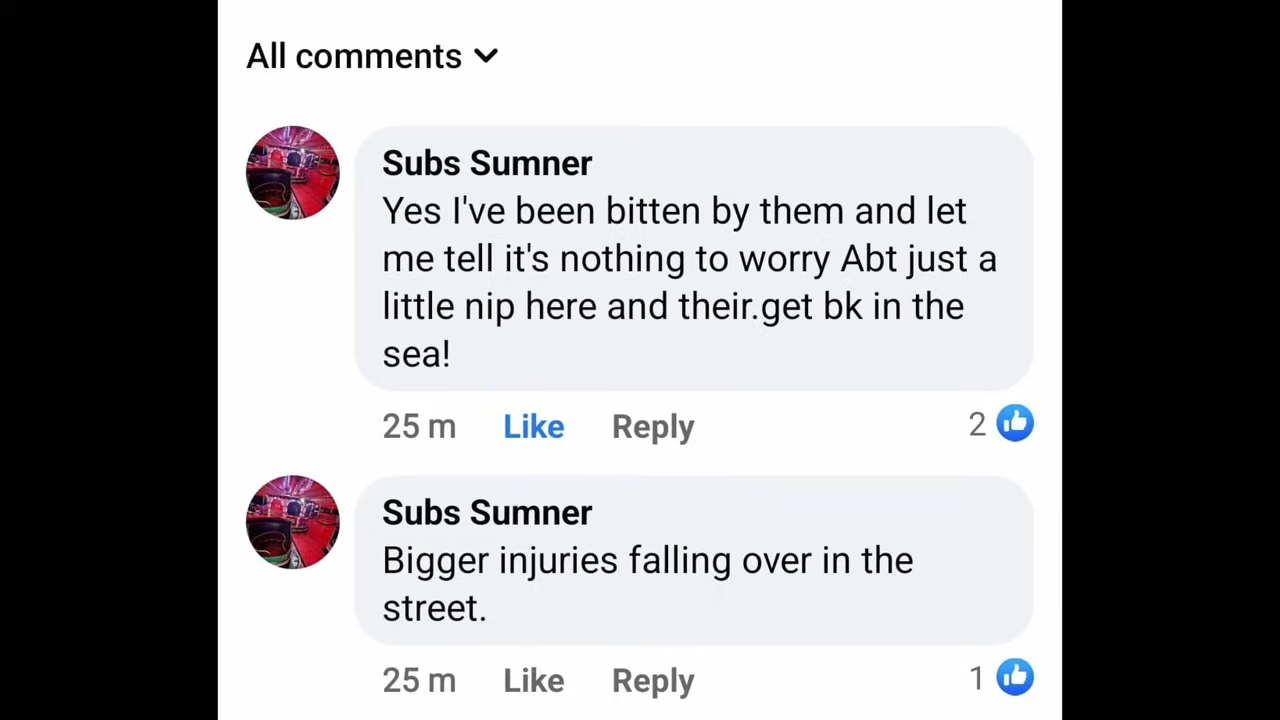 All comments
Subs Sumner
Yes I've been bitten by them and let
me tell it's nothing to worry Abt just a
little nip here and their.get bk in the
sea!
25 m Like Reply 2
Subs Sumner
Bigger injuries falling over in the
street.
25 m Like Reply 1